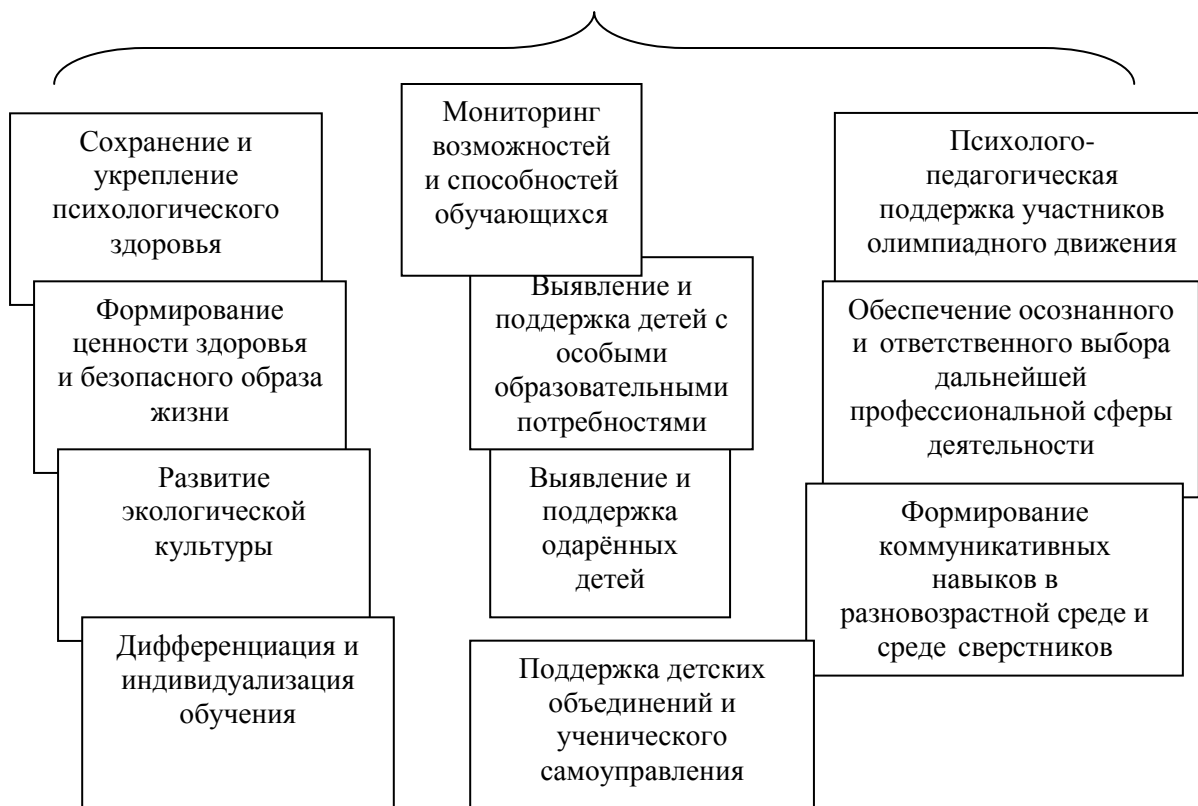 Сохранение и
укрепление
психологического
здоровья
Формирование
ценности здоровья
и безопасного образа
жизни
Развитие
экологической
культуры
Дифференциация и
индивидуализация
обучения
Мониторинг
возможностей
и способностей
обучающихся
Выявление и
поддержка детей с
особыми
образовательными
потребностями
Выявление и
поддержка
одарённых
детей
Поддержка детских
объединений и
ученического
самоуправления
Психолого-
педагогическая
поддержка участников
олимпиадного движения
Обеспечение осознанного
и ответственного выбора
дальнейшей
профессиональной сферы
деятельности
Формирование
коммуникативных
навыков в
разновозрастной среде и
среде сверстников